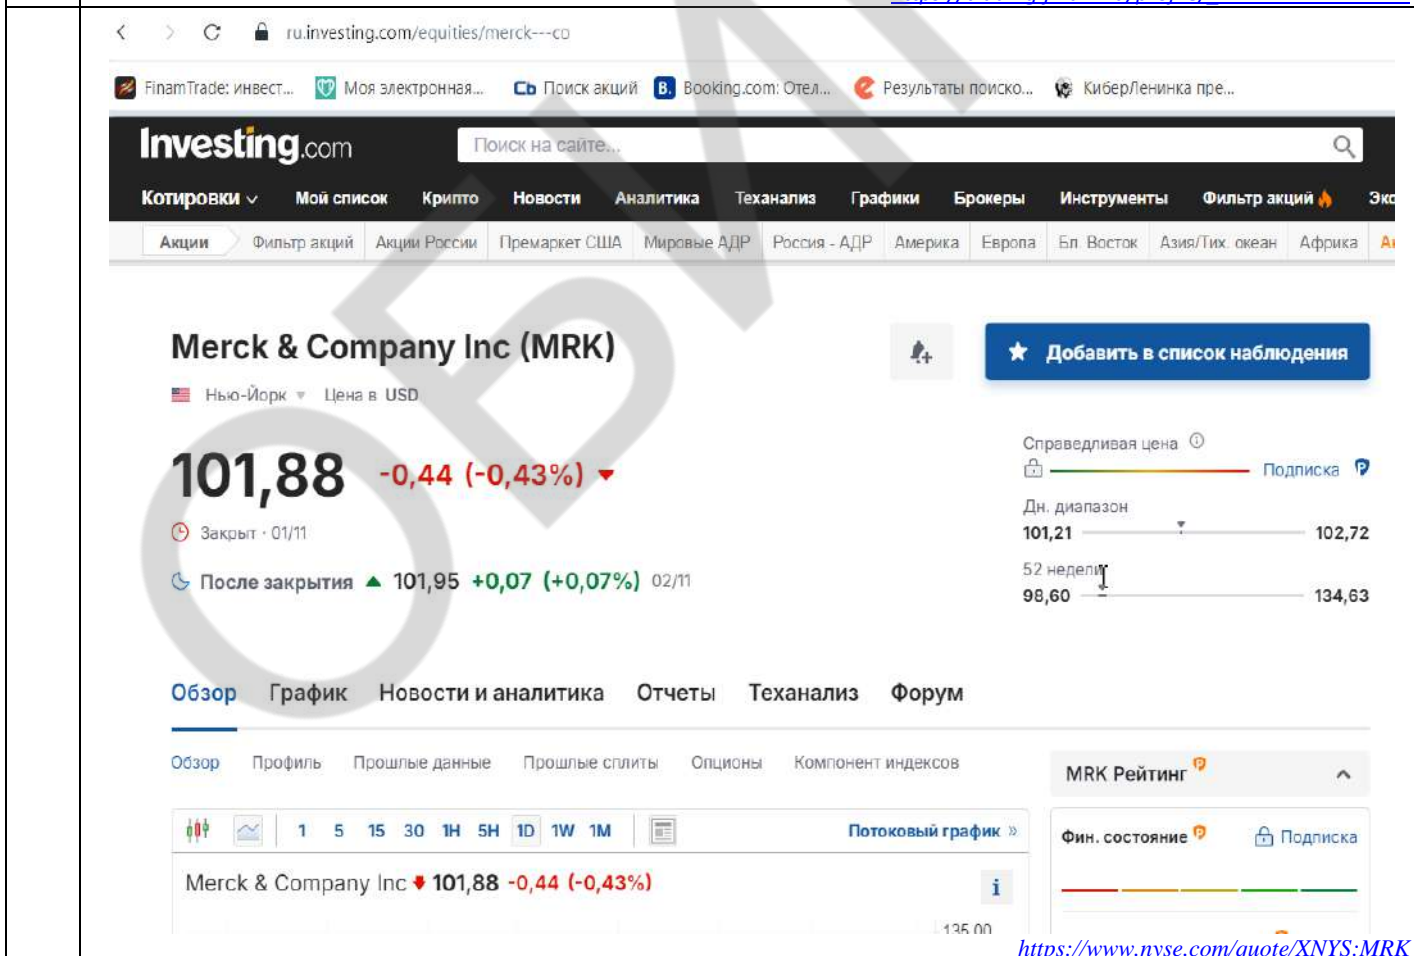 ru.investing.com/equities/merck---co
FinamTrade: инвест... Моя электронная... Сb Поиск акций B. Booking.com: Отел... Результаты поиско... КиберЛенинка пре...
Investing.com Поиск на сайте...
Котировки Мой список Крипто Новости Аналитика Теханализ Графики Брокеры Инструменты Фильтр акций Экс
Акции Фильтр акций Акции России Премаркет США Мировые АДР Россия - АДР Америка Европа Бл. Восток Азия/Тих. океан Африка
Merck & Company Inc (MRK) Добавить в список наблюдения
Нью-Йорк Цена в USD
Справедливая цена
101,88 -0,44 (-0,43%) Подписка
Дн. диапазон
Закрыт · 01/11 101,21 102,72
52 недели
После закрытия 101,95 +0,07 (+0,07%) 02/11 98,60 134,63
Обзор График Новости и аналитика Отчеты Теханализ Форум
Обзор Профиль Прошлые данные Прошлые сплиты Опционы Компонент индексов
MRK Рейтинг
1 5 15 30 1H 5H 1D 1W 1M Потоковый график »
Фин. состояние Подписка
Merck & Company Inc 101,88 -0,44 (-0,43%) i
135,00
https://www.nyse.com/quote/XNYS:MRK
ОБИ